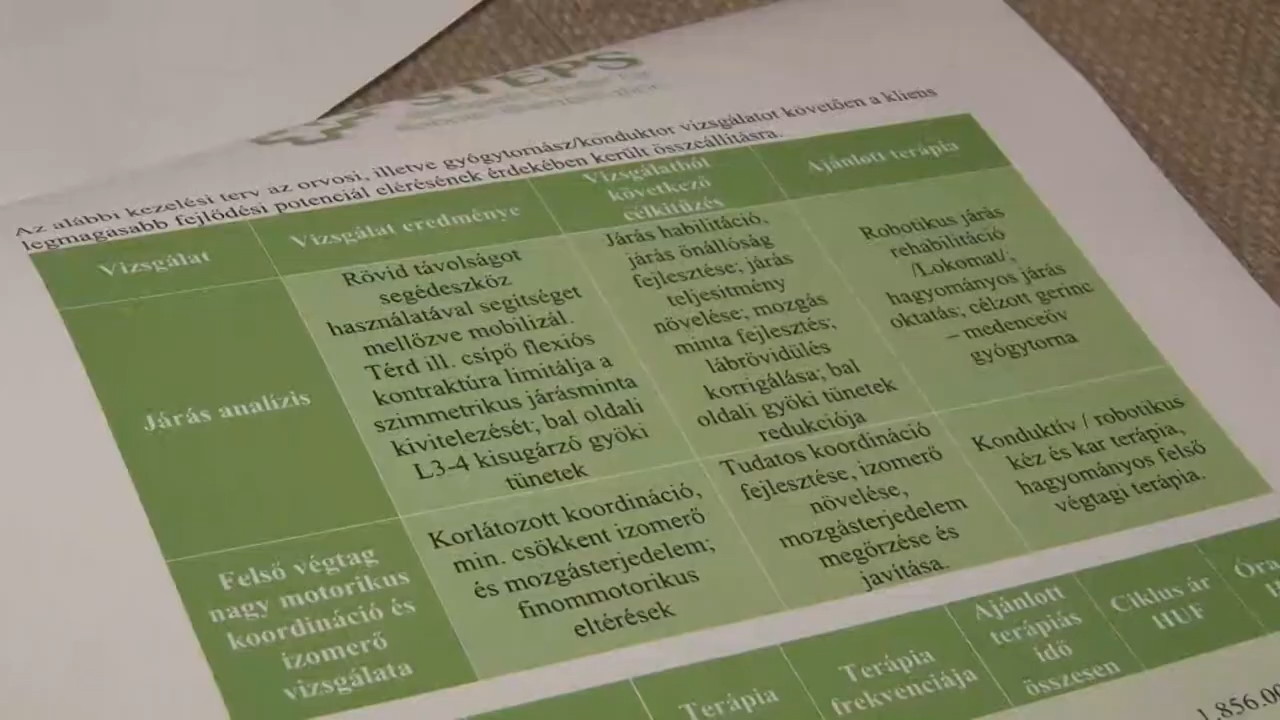 STEPS
Az alábbi kezelési terv az orvosi, illetve gyógytornász/konduktor vizsgálatot követően a kliens
legmagasabb fejlődési potenciál elérésének érdekében került összeállításra.
Vizsgálat
Vizsgálat eredménye
Vizsgálatból
következő
célkitűzés
Ajánlott terápia
Járás analízis
Rövid távolságot
segédeszköz
használatával segitséget
mellőzve mobilizál.
Térd ill. csípő flexiós
kontraktúra limitálja a
szimmetrikus járásminta
kivitelezését; bal oldali
L3-4 kisugárzó gyöki
tünetek
Járás habilitáció,
járás önállóság
fejlesztése; járás
teljesitmény
növelése; mozgás
minta fejlesztés;
lábrövidülés
korrigálása; bal
oldali gyöki tünetek
redukciója
Robotikus járás
rehabilitáció
/Lokomat/;
hagyományos járás
oktatás; célzott gerinc
– medenceöv
gyógytorna
Felső végtag
nagy motorikus
koordináció és
izomerő
vizsgálata
Korlátozott koordináció,
min. csökkent izomerő
és mozgásterjedelem;
finommotorikus
eltérések
Tudatos koordináció
fejlesztése, izomerő
növelése,
mozgásterjedelem
megőrzése és
javítása.
Konduktív / robotikus
kéz és kar terápia,
hagyományos felső
végtagi terápia.
Terápia
Terápia
frekvenciája
Ajánlott
terápiás
idő
összesen
Ciklus ár
HUF
Óra